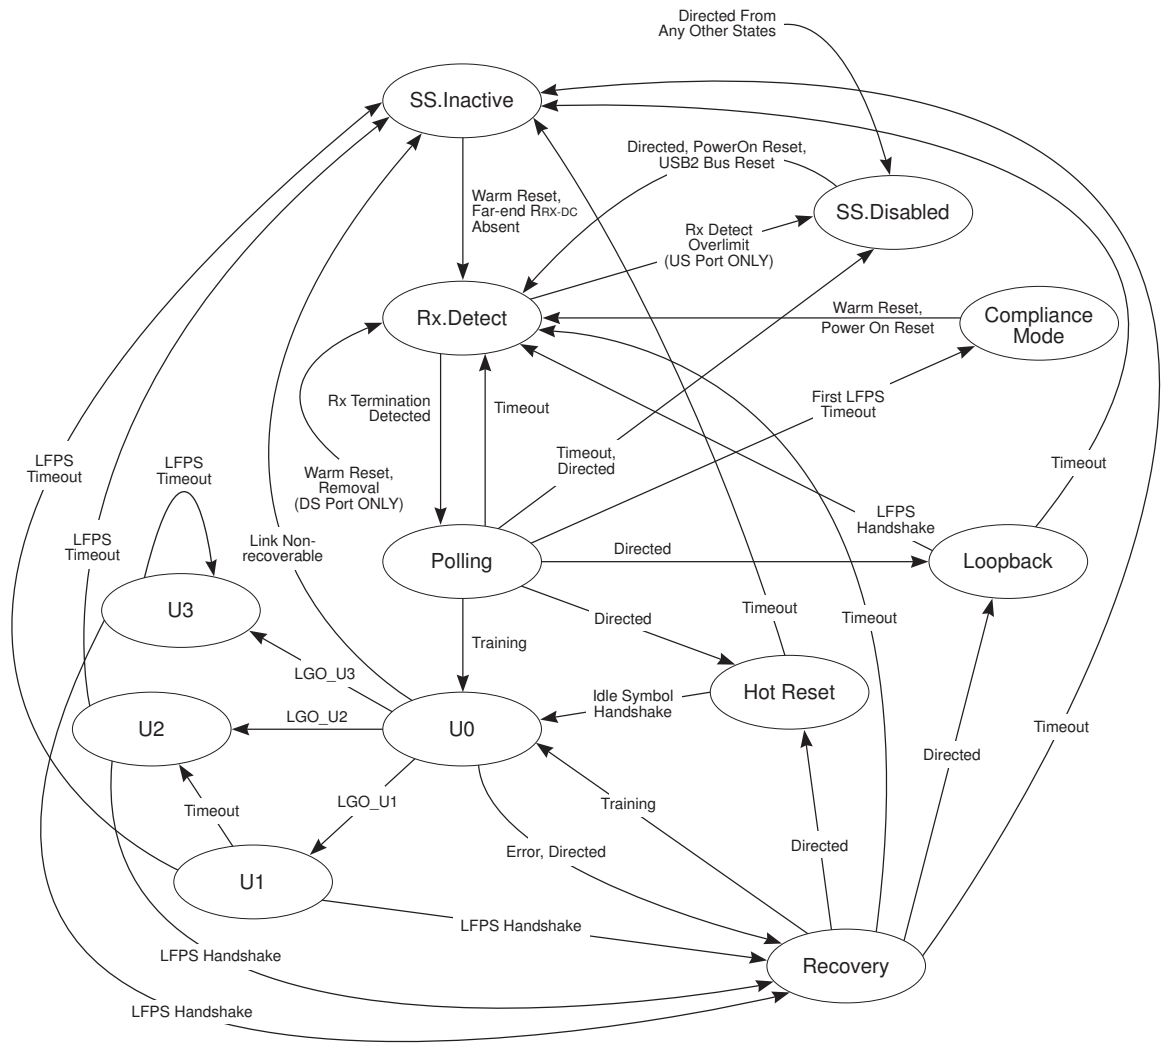 Directed From
Any Other States
SS.Inactive
Directed, PowerOn Reset,
USB2 Bus Reset
Warm Reset,
Far-end RRX-DC
Absent
SS.Disabled
Rx Detect
Overlimit
(US Port ONLY)
Rx.Detect
Warm Reset,
Power On Reset
Compliance
Mode
Rx Termination
Detected
Timeout
First LFPS
Timeout
LFPS
Timeout
LFPS
Timeout
Warm Reset,
Removal
(DS Port ONLY)
Timeout,
Directed
Timeout
LFPS
Handshake
LFPS
Timeout
Link Non-
recoverable
Polling
Directed
Loopback
U3
Directed
Timeout
Timeout
Training
LGO_U3
Idle Symbol
Handshake
Hot Reset
U2
LGO_U2
U0
Timeout
Directed
Timeout
LGO_U1
Training
Error, Directed
Directed
U1
LFPS Handshake
LFPS Handshake
Recovery
LFPS Handshake